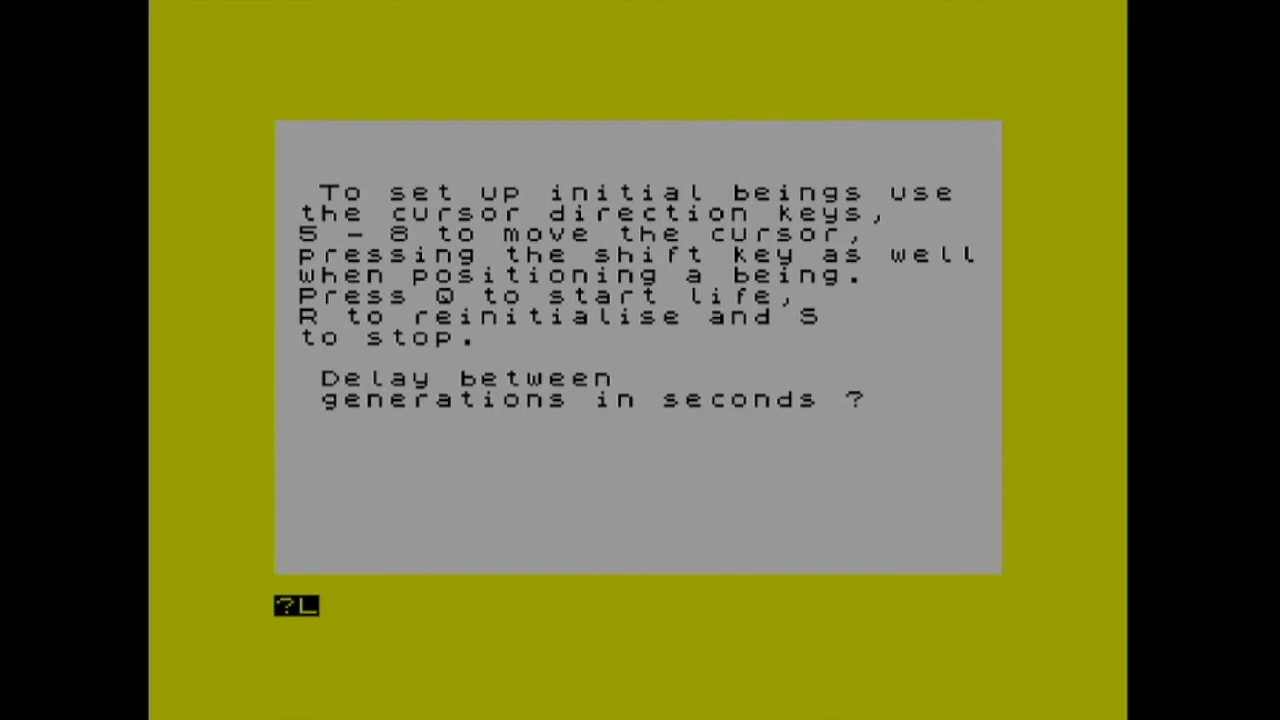 To set up initial beings use
the cursor direction keys,
5 - 8 to move the cursor,
pressing the shift key as well
when positioning a being.
Press Q to start life,
R to reinitialise and S
to stop.
Delay between
generations in seconds ?
?L